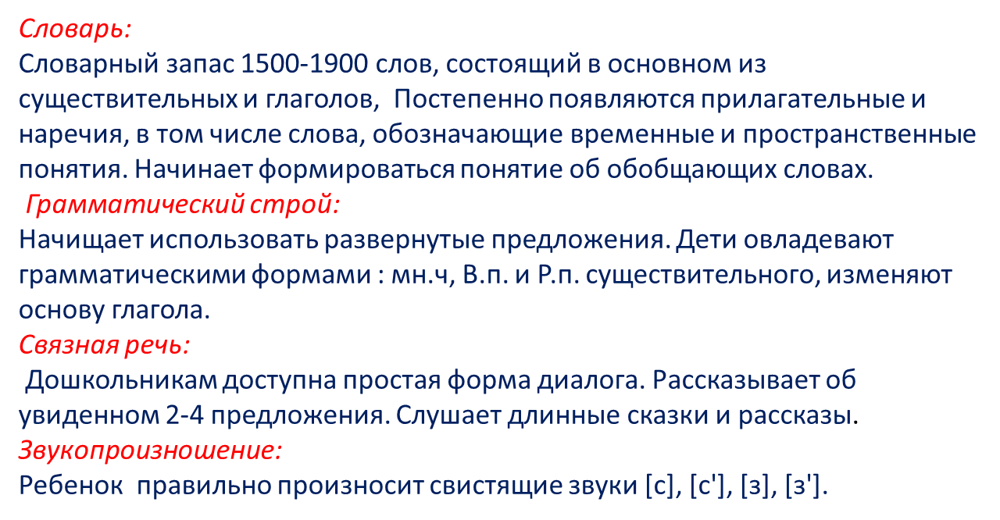 Словарь:
Словарный запас 1500-1900 слов, состоящий в основном из
существительных и глаголов,  Постепенно появляются прилагательные и
наречия, в том числе слова, обозначающие временные и пространственные
понятия. Начинает формироваться понятие об обобщающих словах.
Грамматический строй:
Начищает использовать развернутые предложения. Дети овладевают
грамматическими формами : мн.ч, В.п. и Р.п. существительного, изменяют
основу глагола.
Связная речь:
Дошкольникам доступна простая форма диалога. Рассказывает об
увиденном 2-4 предложения. Слушает длинные сказки и рассказы.
Звукопроизношение:
Ребенок  правильно произносит свистящие звуки [с], [с'], [з], [з'].